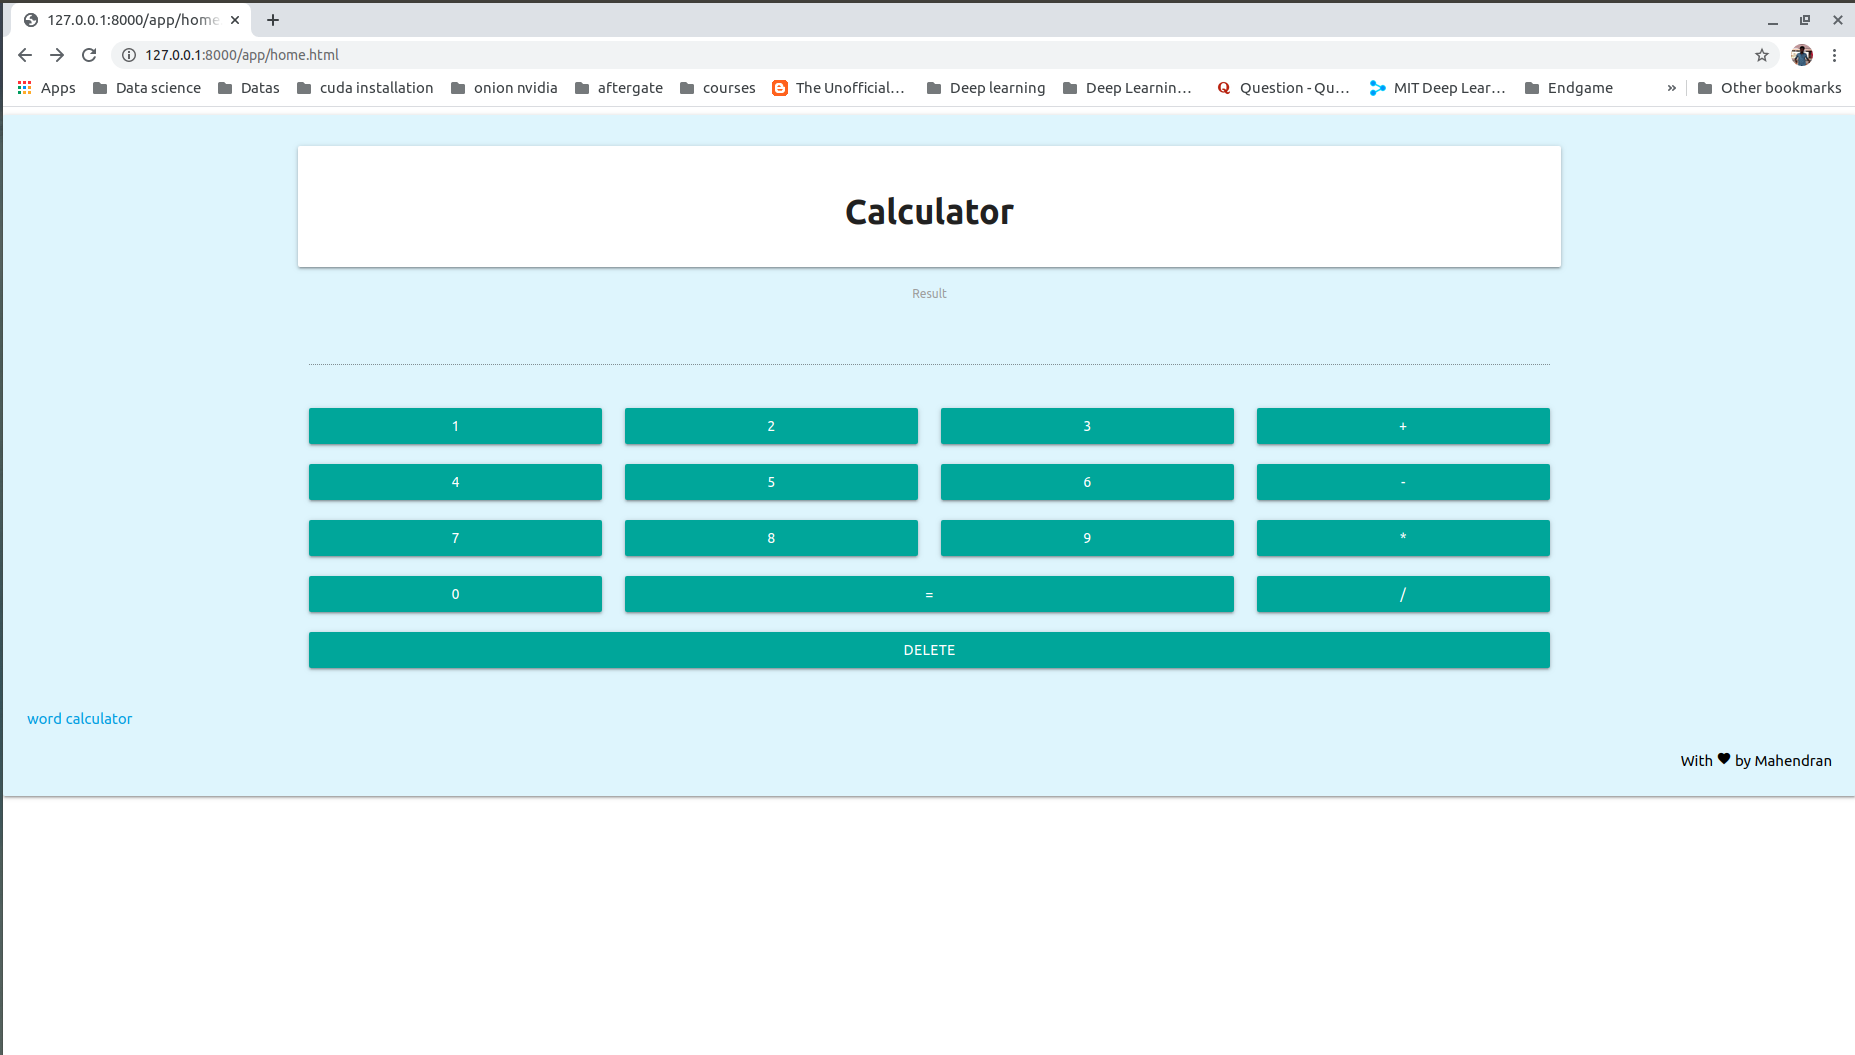 127.0.0.1:8000/app/home
127.0.0.1:8000/app/home.html
Apps Data science Datas cuda installation onion nvidia aftergate courses The Unofficial… Deep learning Deep Learnin… Question - Qu… MIT Deep Lear… Endgame » Other bookmarks
Calculator
Result
1 2 3 +
4 5 6 -
7 8 9 *
0 = /
DELETE
word calculator
With ♥ by Mahendran